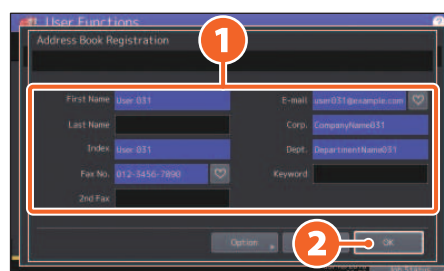 User Functions
Address Book Registration
1
First Name User 031
E-mail user031@example.com
Last Name
Corp. CompanyName031
Index User 031
Dept. DepartmentName031
Fax No. 012-3456-7890
Keyword
2nd Fax
Option
2
OK